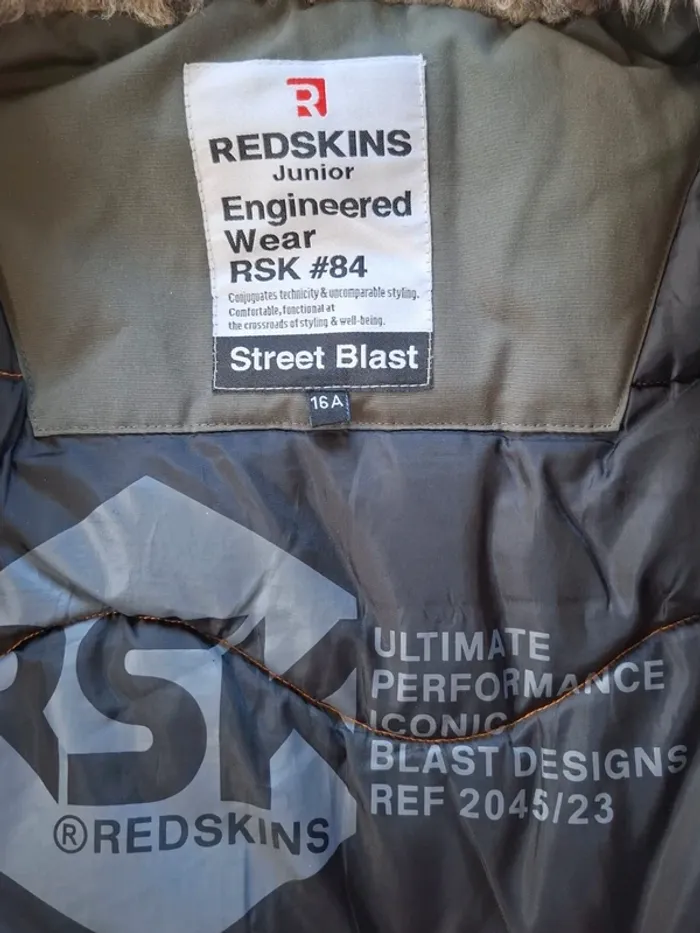 R
REDSKINS
Junior
Engineered
Wear
RSK #84
Conjuguates technicity & uncomparable styling.
Comfortable, functional at
the crossroads of styling & well-being.
Street Blast
16A
RSK
®REDSKINS
ULTIMATE
PERFORMANCE
ICONIC
BLAST DESIGNS
REF 2045/23